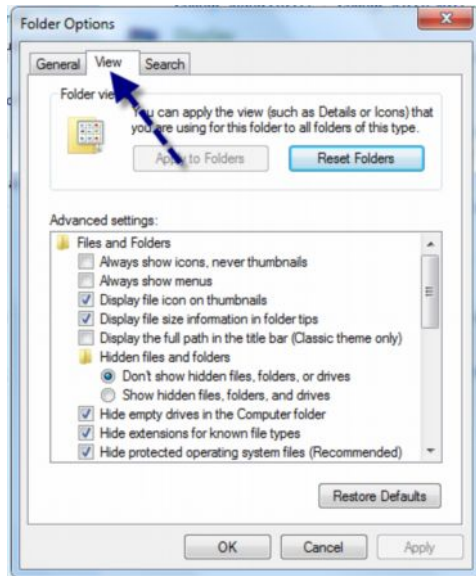 Folder Options
General View Search
Folder
You can apply the view (such as Details or Icons) that
you are using for this folder to all folders of this type.
Apply to Folders Reset Folders
Advanced settings:
Files and Folders
Always show icons, never thumbnails
Always show menus
Display file icon on thumbnails
Display file size information in folder tips
Display the full path in the title bar (Classic theme only)
Hidden files and folders
Don't show hidden files, folders, or drives
Show hidden files, folders, and drives
Hide empty drives in the Computer folder
Hide extensions for known file types
Hide protected operating system files (Recommended)
Restore Defaults
OK Cancel Apply